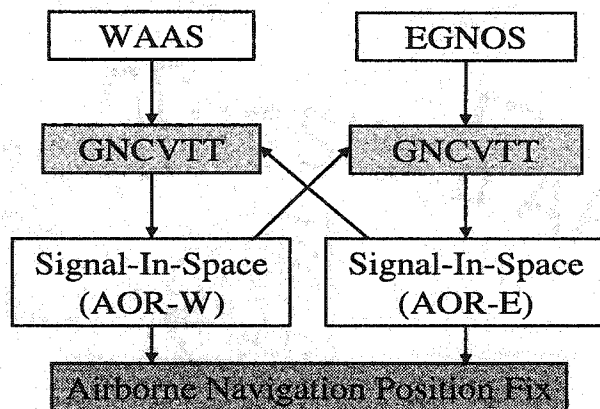 WAAS
EGNOS
GNCVTT
GNCVTT
Signal-In-Space
(AOR-W)
Signal-In-Space
(AOR-E)
Airborne Navigation Position Fix